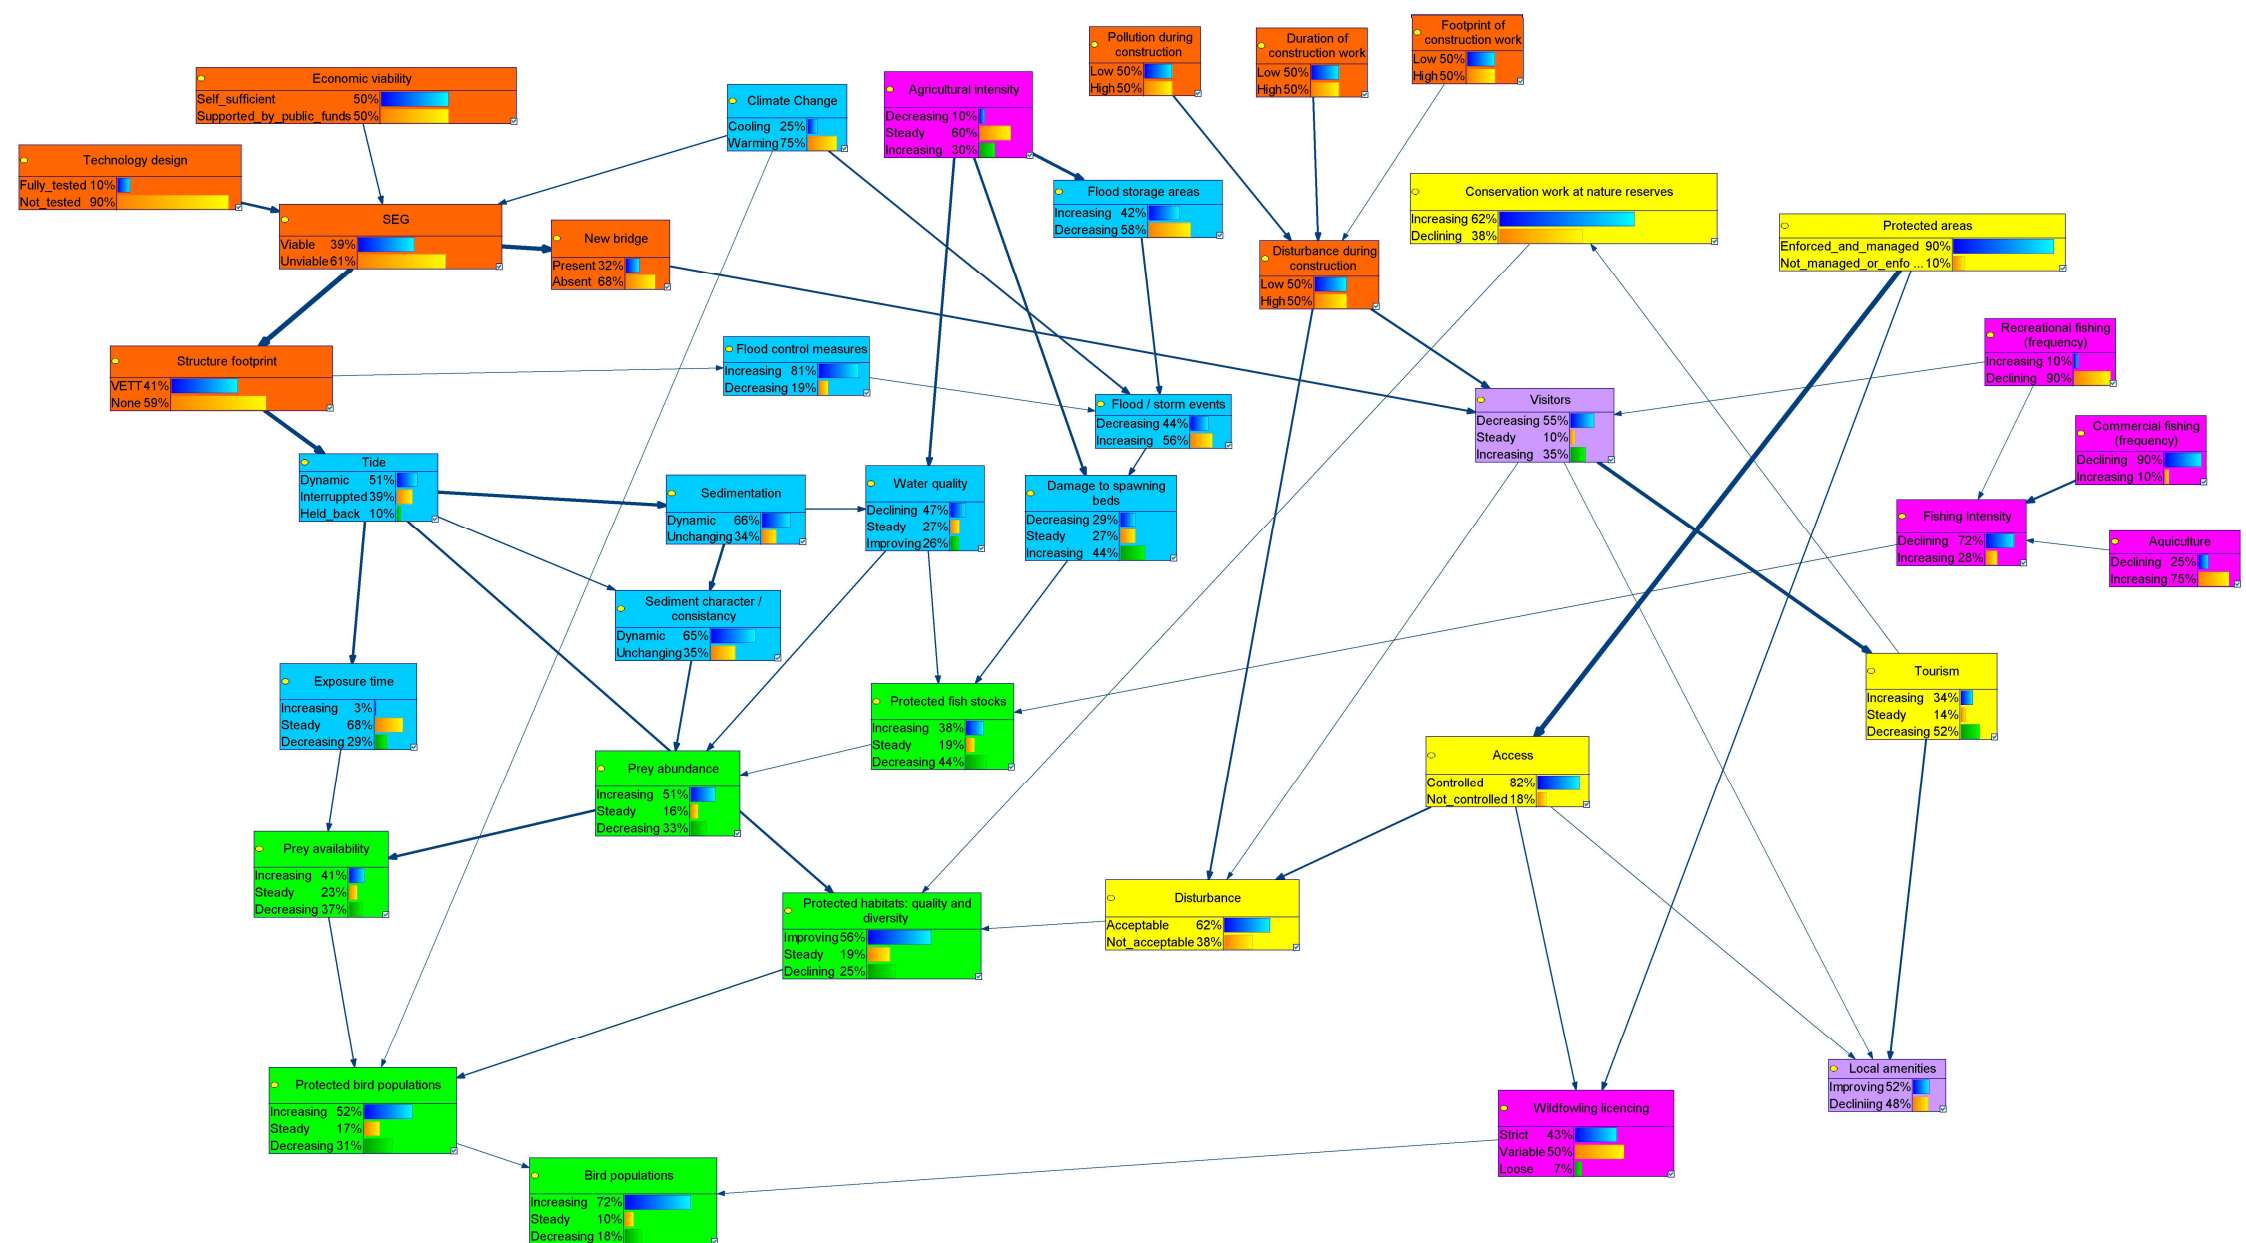 Economic viability
Self_sufficient 50%
Supported_by_public_funds 50%
Technology design
Fully_tested 10%
Not_tested 90%
SEG
Viable 39%
Unviable 61%
New bridge
Present 32%
Absent 68%
Climate Change
Cooling 25%
Warming 75%
Agricultural intensity
Decreasing 10%
Steady 60%
Increasing 30%
Pollution during
construction
Low 50%
High 50%
Duration of
construction work
Low 50%
High 50%
Footprint of
construction work
Low 50%
High 50%
Flood storage areas
Increasing 42%
Decreasing 58%
Conservation work at nature reserves
Increasing 62%
Declining 38%
Protected areas
Enforced_and_managed 90%
Not_managed_or_enfo ... 10%
Disturbance during
construction
Low 50%
High 50%
Structure footprint
VETT 41%
None 59%
Flood control measures
Increasing 81%
Decreasing 19%
Flood / storm events
Decreasing 44%
Increasing 56%
Visitors
Decreasing 55%
Steady 10%
Increasing 35%
Recreational fishing
(frequency)
Increasing 10%
Declining 90%
Commercial fishing
(frequency)
Declining 90%
Increasing 10%
Tide
Dynamic 51%
Interruppted 39%
Held_back 10%
Sedimentation
Dynamic 66%
Unchanging 34%
Water quality
Declining 47%
Steady 27%
Improving 26%
Damage to spawning
beds
Decreasing 29%
Steady 27%
Increasing 44%
Fishing Intensity
Declining 72%
Increasing 28%
Aquiculture
Declining 25%
Increasing 75%
Sediment character /
consistancy
Dynamic 65%
Unchanging 35%
Exposure time
Increasing 3%
Steady 68%
Decreasing 29%
Protected fish stocks
Increasing 38%
Steady 19%
Decreasing 44%
Tourism
Increasing 34%
Steady 14%
Decreasing 52%
Prey abundance
Increasing 51%
Steady 16%
Decreasing 33%
Access
Controlled 82%
Not_controlled 18%
Prey availability
Increasing 41%
Steady 23%
Decreasing 37%
Protected habitats: quality and
diversity
Improving 56%
Steady 19%
Declining 25%
Disturbance
Acceptable 62%
Not_acceptable 38%
Protected bird populations
Increasing 52%
Steady 17%
Decreasing 31%
Local amenities
Improving 52%
Decliniing 48%
Wildfowling licencing
Strict 43%
Variable 50%
Loose 7%
Bird populations
Increasing 72%
Steady 10%
Decreasing 18%